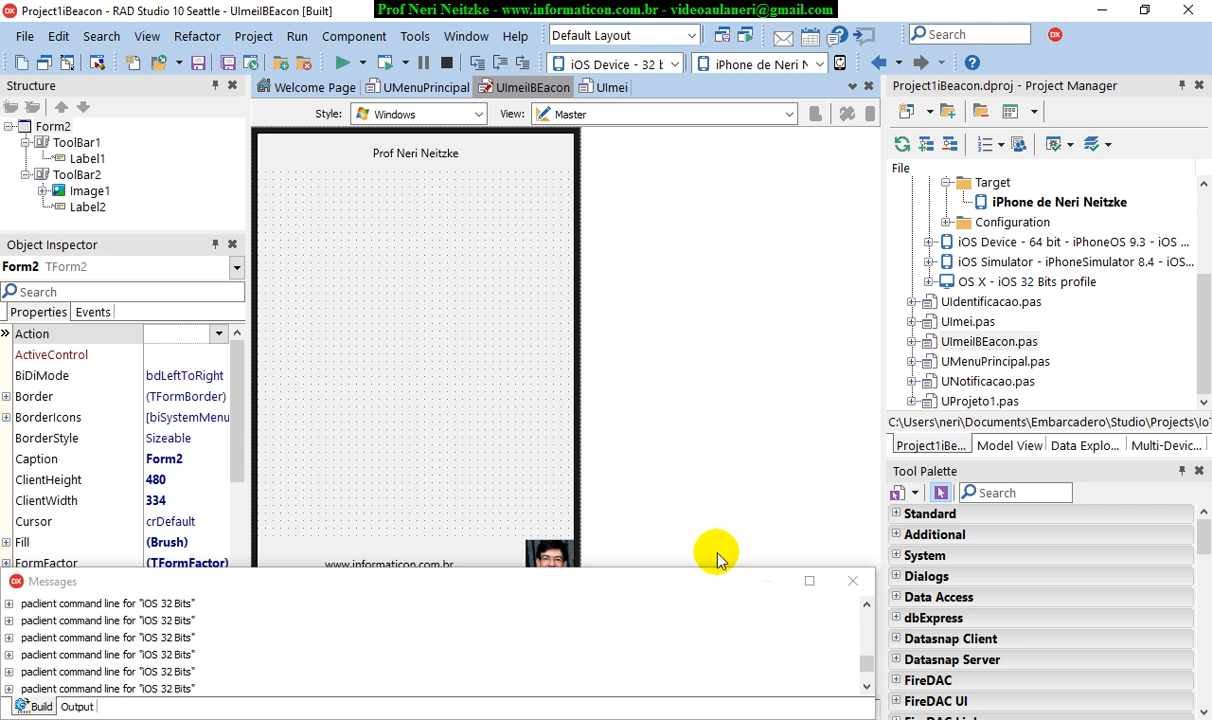 Project1iBeacon - RAD Studio 10 Seattle - UImeiIBEacon [Built]
Prof Neri Neitzke - www.informaticon.com.br - videoaulaneri@gmail.com
File Edit Search View Refactor Project Run Component Tools Window Help
Default Layout
Search
iOS Device - 32 b
iPhone de Neri N
Structure
Form2
ToolBar1
Label1
ToolBar2
Image1
Label2
Object Inspector
Form2 TForm2
Search
Properties Events
Action
ActiveControl
BiDiMode bdLeftToRight
Border (TFormBorder)
BorderIcons [biSystemMenu
BorderStyle Sizeable
Caption Form2
ClientHeight 480
ClientWidth 334
Cursor crDefault
Fill (Brush)
FormFactor (TFormFactor)
Welcome Page UMenuPrincipal UImeiIBEacon UImei
Style: Windows View: Master
Prof Neri Neitzke
www.informaticon.com.br
Messages
paclient command line for "iOS 32 Bits"
paclient command line for "iOS 32 Bits"
paclient command line for "iOS 32 Bits"
paclient command line for "iOS 32 Bits"
paclient command line for "iOS 32 Bits"
paclient command line for "iOS 32 Bits"
Build Output
Project1iBeacon.dproj - Project Manager
File
Target
iPhone de Neri Neitzke
Configuration
iOS Device - 64 bit - iPhoneOS 9.3 - iOS ...
iOS Simulator - iPhoneSimulator 8.4 - iOS...
OS X - iOS 32 Bits profile
UIdentificacao.pas
UImei.pas
UImeiIBEacon.pas
UMenuPrincipal.pas
UNotificacao.pas
UProjeto1.pas
C:\Users\neri\Documents\Embarcadero\Studio\Projects\IoT
Project1iBe... Model View Data Explo... Multi-Devic...
Tool Palette
Search
Standard
Additional
System
Dialogs
Data Access
dbExpress
Datasnap Client
Datasnap Server
FireDAC
FireDAC UI